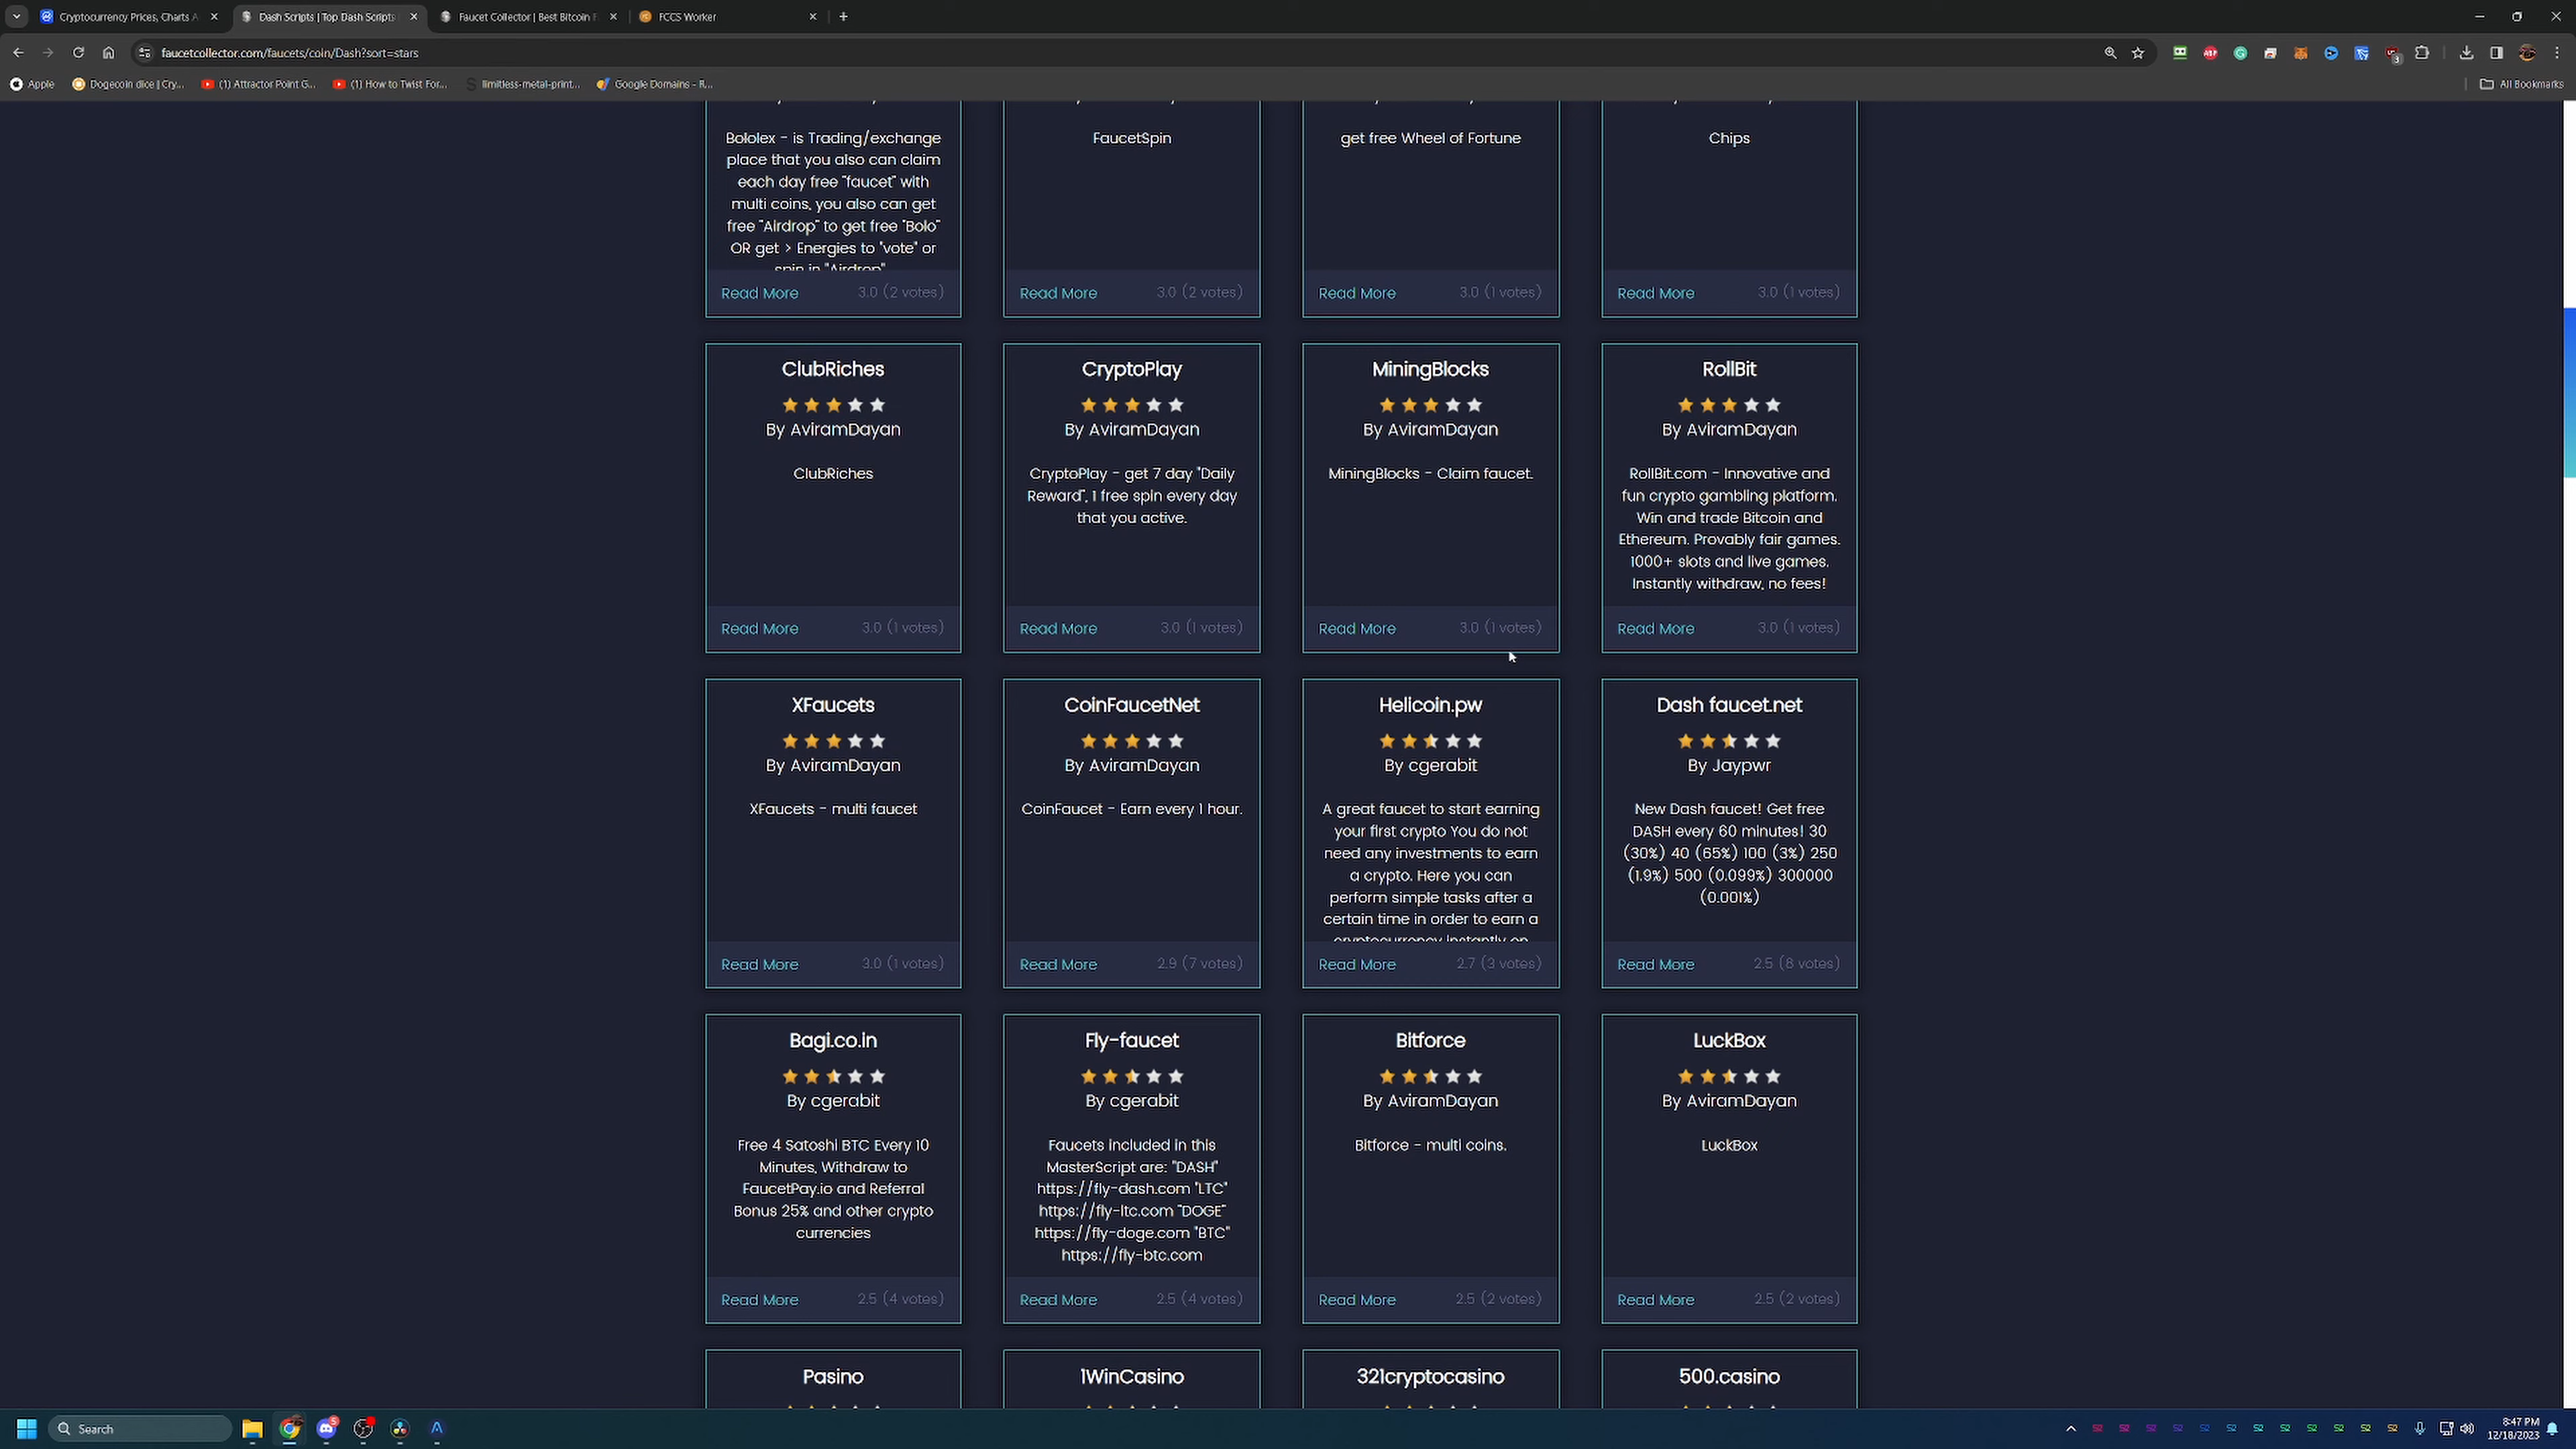 Cryptocurrency Prices, Charts A
Dash Scripts | Top Dash Scripts
Faucet Collector | Best Bitcoin F
FCCS Worker
faucetcollector.com/faucets/coin/Dash?sort=stars
Apple
Dogecoin dice | Cry...
(1) Attractor Point G...
(1) How to Twist For...
limitless-metal-print...
Google Domains - R...
All Bookmarks
Bololex - is Trading/exchange
place that you also can claim
each day free "faucet" with
multi coins, you also can get
free "Airdrop" to get free "Bolo"
OR get > Energies to "vote" or
spin in "Airdrop"
Read More 3.0 (2 votes)
FaucetSpin
Read More 3.0 (2 votes)
get free Wheel of Fortune
Read More 3.0 (1 votes)
Chips
Read More 3.0 (1 votes)
ClubRiches
By AviramDayan
ClubRiches
Read More 3.0 (1 votes)
CryptoPlay
By AviramDayan
CryptoPlay - get 7 day "Daily
Reward", 1 free spin every day
that you active.
Read More 3.0 (1 votes)
MiningBlocks
By AviramDayan
MiningBlocks - Claim faucet.
Read More 3.0 (1 votes)
RollBit
By AviramDayan
RollBit.com - Innovative and
fun crypto gambling platform.
Win and trade Bitcoin and
Ethereum. Provably fair games.
1000+ slots and live games.
Instantly withdraw, no fees!
Read More 3.0 (1 votes)
XFaucets
By AviramDayan
XFaucets - multi faucet
Read More 3.0 (1 votes)
CoinFaucetNet
By AviramDayan
CoinFaucet - Earn every 1 hour.
Read More 2.9 (7 votes)
Helicoin.pw
By cgerabit
A great faucet to start earning
your first crypto You do not
need any investments to earn
a crypto. Here you can
perform simple tasks after a
certain time in order to earn a
cryptocurrency instantly on
Read More 2.7 (3 votes)
Dash faucet.net
By Jaypwr
New Dash faucet! Get free
DASH every 60 minutes! 30
(30%) 40 (65%) 100 (3%) 250
(1.9%) 500 (0.099%) 300000
(0.001%)
Read More 2.5 (8 votes)
Bagi.co.in
By cgerabit
Free 4 Satoshi BTC Every 10
Minutes, Withdraw to
FaucetPay.io and Referral
Bonus 25% and other crypto
currencies
Read More 2.5 (4 votes)
Fly-faucet
By cgerabit
Faucets included in this
MasterScript are: "DASH"
https://fly-dash.com "LTC"
https://fly-ltc.com "DOGE"
https://fly-doge.com "BTC"
https://fly-btc.com
Read More 2.5 (4 votes)
Bitforce
By AviramDayan
Bitforce - multi coins.
Read More 2.5 (2 votes)
LuckBox
By AviramDayan
LuckBox
Read More 2.5 (2 votes)
Pasino
1WinCasino
321cryptocasino
500.casino
Search
8:47 PM
12/18/2023